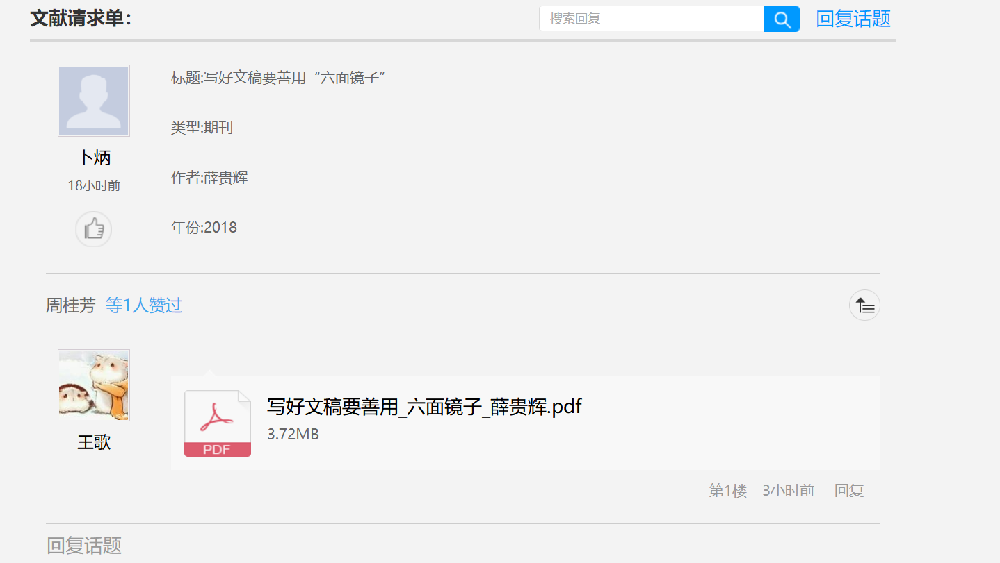 文献请求单：
搜索回复
回复话题
标题:写好文稿要善用“六面镜子”
类型:期刊
卜炳
18小时前
作者:薛贵辉
年份:2018
周桂芳 等1人赞过
王歌
写好文稿要善用_六面镜子_薛贵辉.pdf
3.72MB
PDF
第1楼 3小时前 回复
回复话题